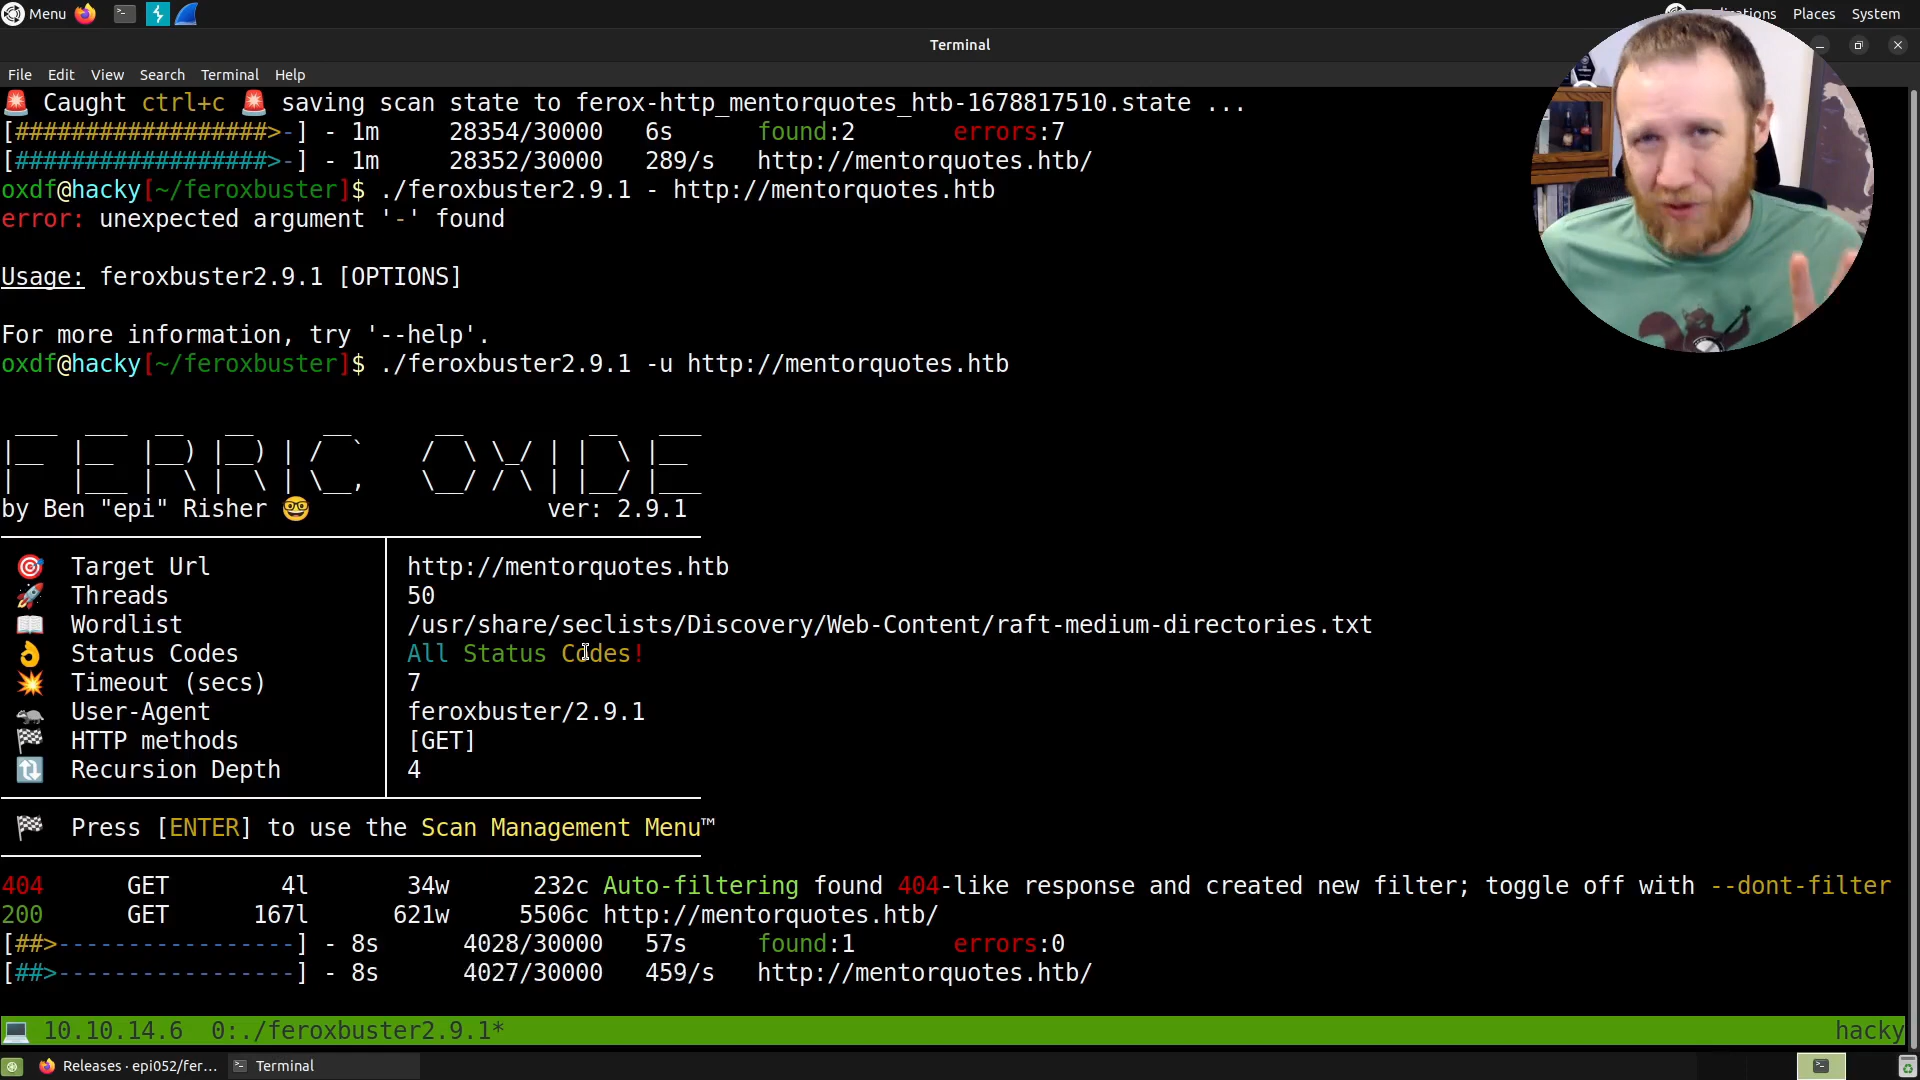 Menu
Applications Places System
Terminal
File Edit View Search Terminal Help
🚨 Caught ctrl+c 🚨 saving scan state to ferox-http_mentorquotes_htb-1678817510.state ...
[##################>-] - 1m     28354/30000   6s      found:2       errors:7
[##################>-] - 1m     28352/30000   289/s   http://mentorquotes.htb/
oxdf@hacky[~/feroxbuster]$ ./feroxbuster2.9.1 - http://mentorquotes.htb
error: unexpected argument '-' found
Usage: feroxbuster2.9.1 [OPTIONS]
For more information, try '--help'.
oxdf@hacky[~/feroxbuster]$ ./feroxbuster2.9.1 -u http://mentorquotes.htb
FERRIC OXIDE
by Ben "epi" Risher 🤓 ver: 2.9.1
🎯 Target Url │ http://mentorquotes.htb
🚀 Threads │ 50
📖 Wordlist │ /usr/share/seclists/Discovery/Web-Content/raft-medium-directories.txt
👌 Status Codes │ All Status Codes!
💥 Timeout (secs) │ 7
🦡 User-Agent │ feroxbuster/2.9.1
🏁 HTTP methods │ [GET]
🔃 Recursion Depth │ 4
🏁 Press [ENTER] to use the Scan Management Menu™
404 GET 4l 34w 232c Auto-filtering found 404-like response and created new filter; toggle off with --dont-filter
200 GET 167l 621w 5506c http://mentorquotes.htb/
[##>-----------------] - 8s 4028/30000 57s found:1 errors:0
[##>-----------------] - 8s 4027/30000 459/s http://mentorquotes.htb/
10.10.14.6 0:./feroxbuster2.9.1* hacky
Releases · epi052/fer... Terminal